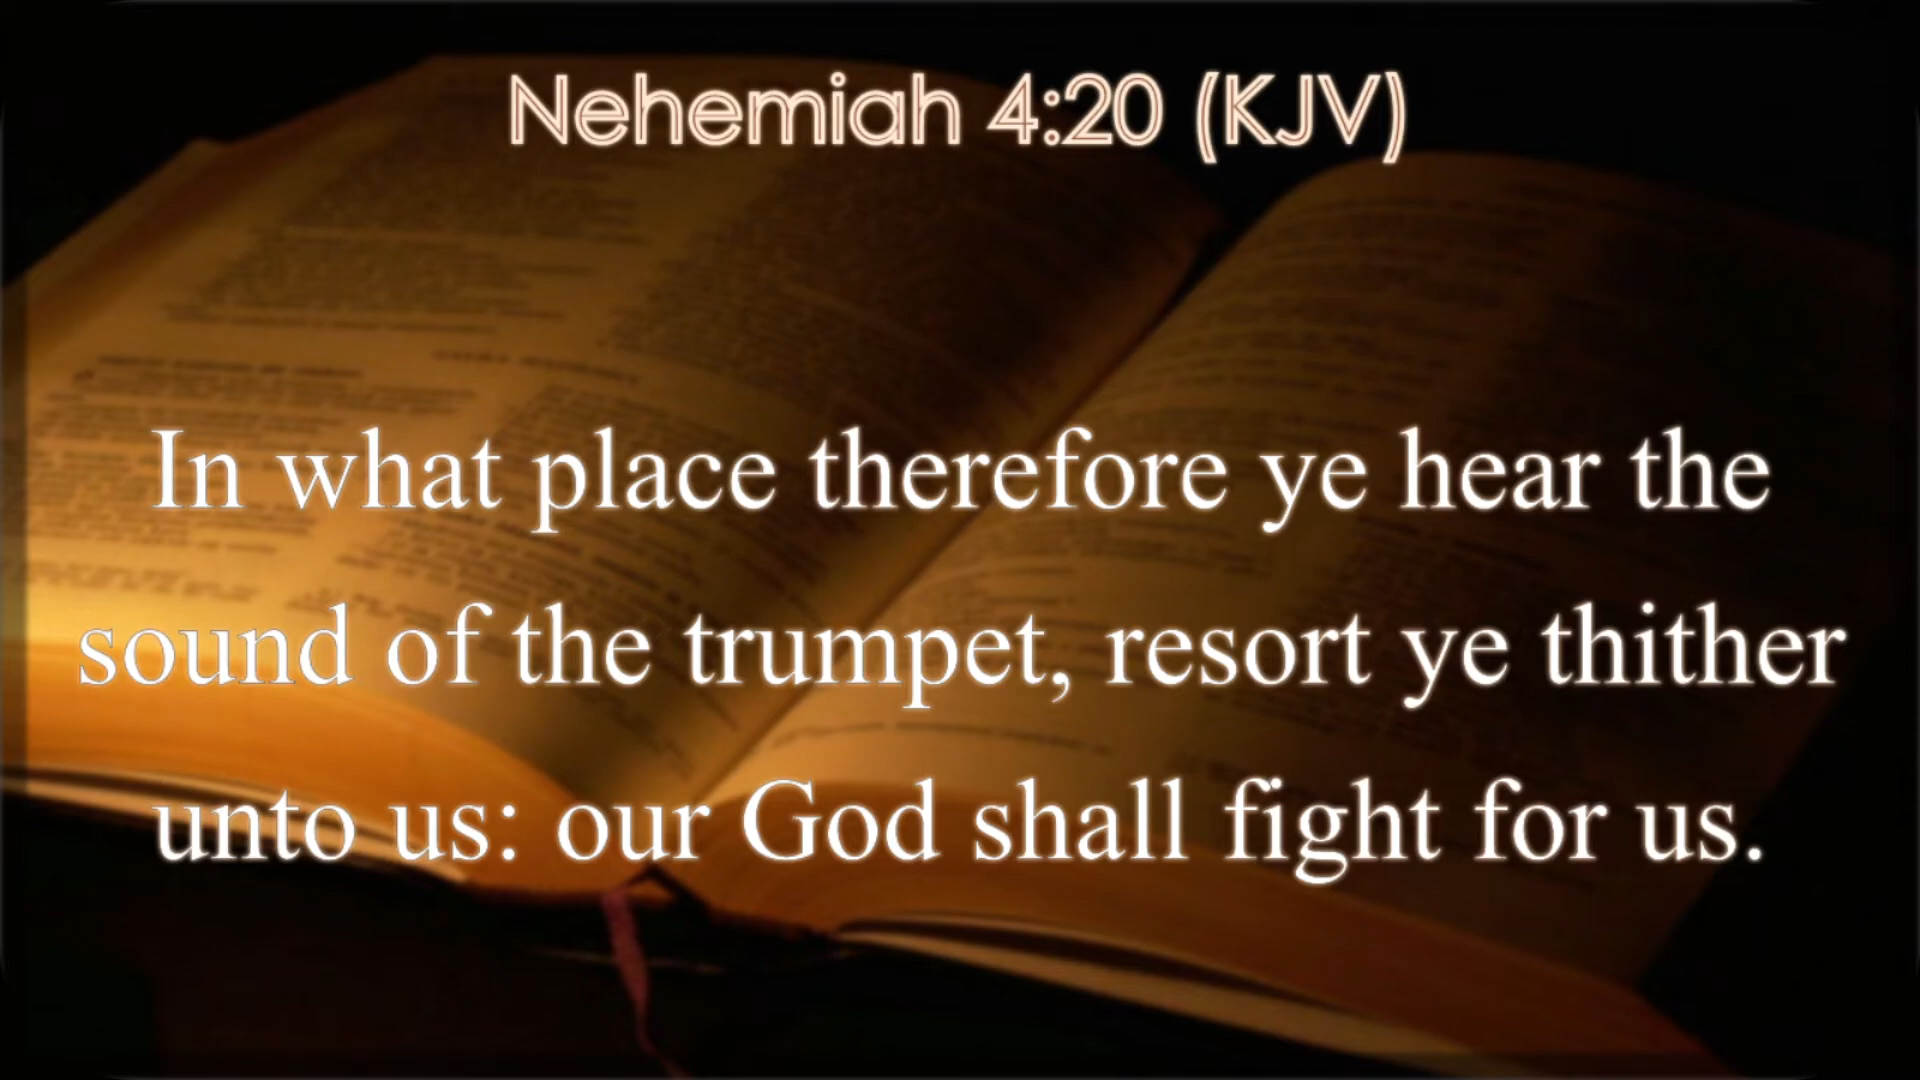 Nehemiah 4:20 (KJV)
In what place therefore ye hear the
sound of the trumpet, resort ye thither
unto us: our God shall fight for us.